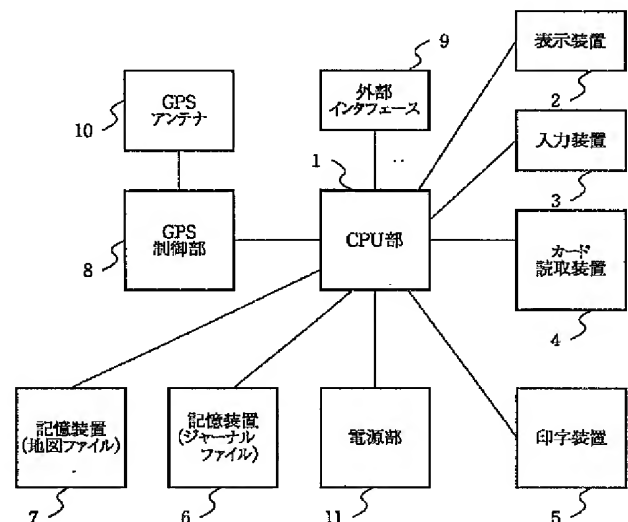 9
表示装置
GPS
アンテナ
外部
インタフェース
10
2
入力装置
1
3
GPS
制御部
CPU部
カード
読取装置
8
4
記憶装置
(地図ファイル)
記憶装置
(ジャーナル
ファイル)
電源部
印字装置
7
6
11
5